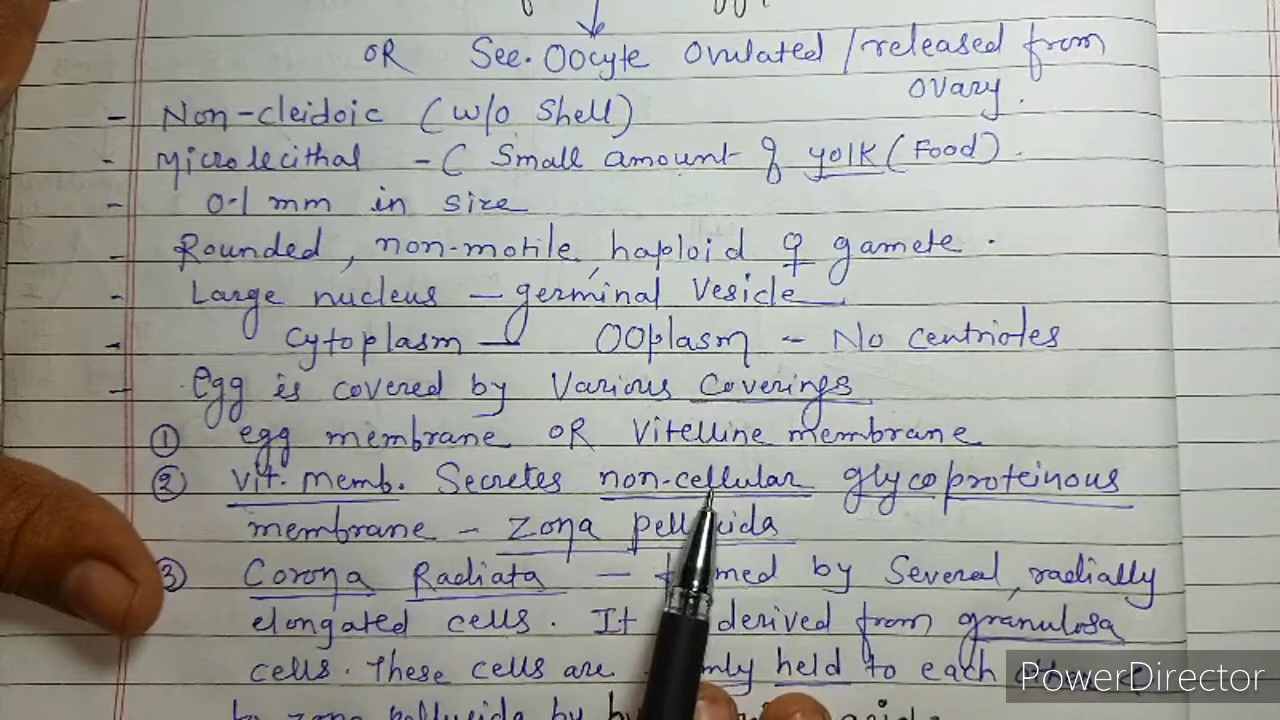 OR Sec. Oocyte Ovulated / released from
Ovary.
- Non-cleidoic (w/o Shell)
- Microlecithal - ( Small amount of yolk (Food).
- 0.1 mm in size
- Rounded, non-motile, haploid ♀ gamete.
- Large nucleus - germinal Vesicle.
- Cytoplasm - Ooplasm - No centrioles
- Egg is covered by Various Coverings
① egg membrane OR Vitelline membrane
② Vit. memb. Secretes non-cellular glycoproteinous
membrane - Zona pellucida
③ Corona Radiata - formed by Several, radially
elongated cells. It derived from granulosa
cells. These cells are held to each
to zona pellucida by
PowerDirector